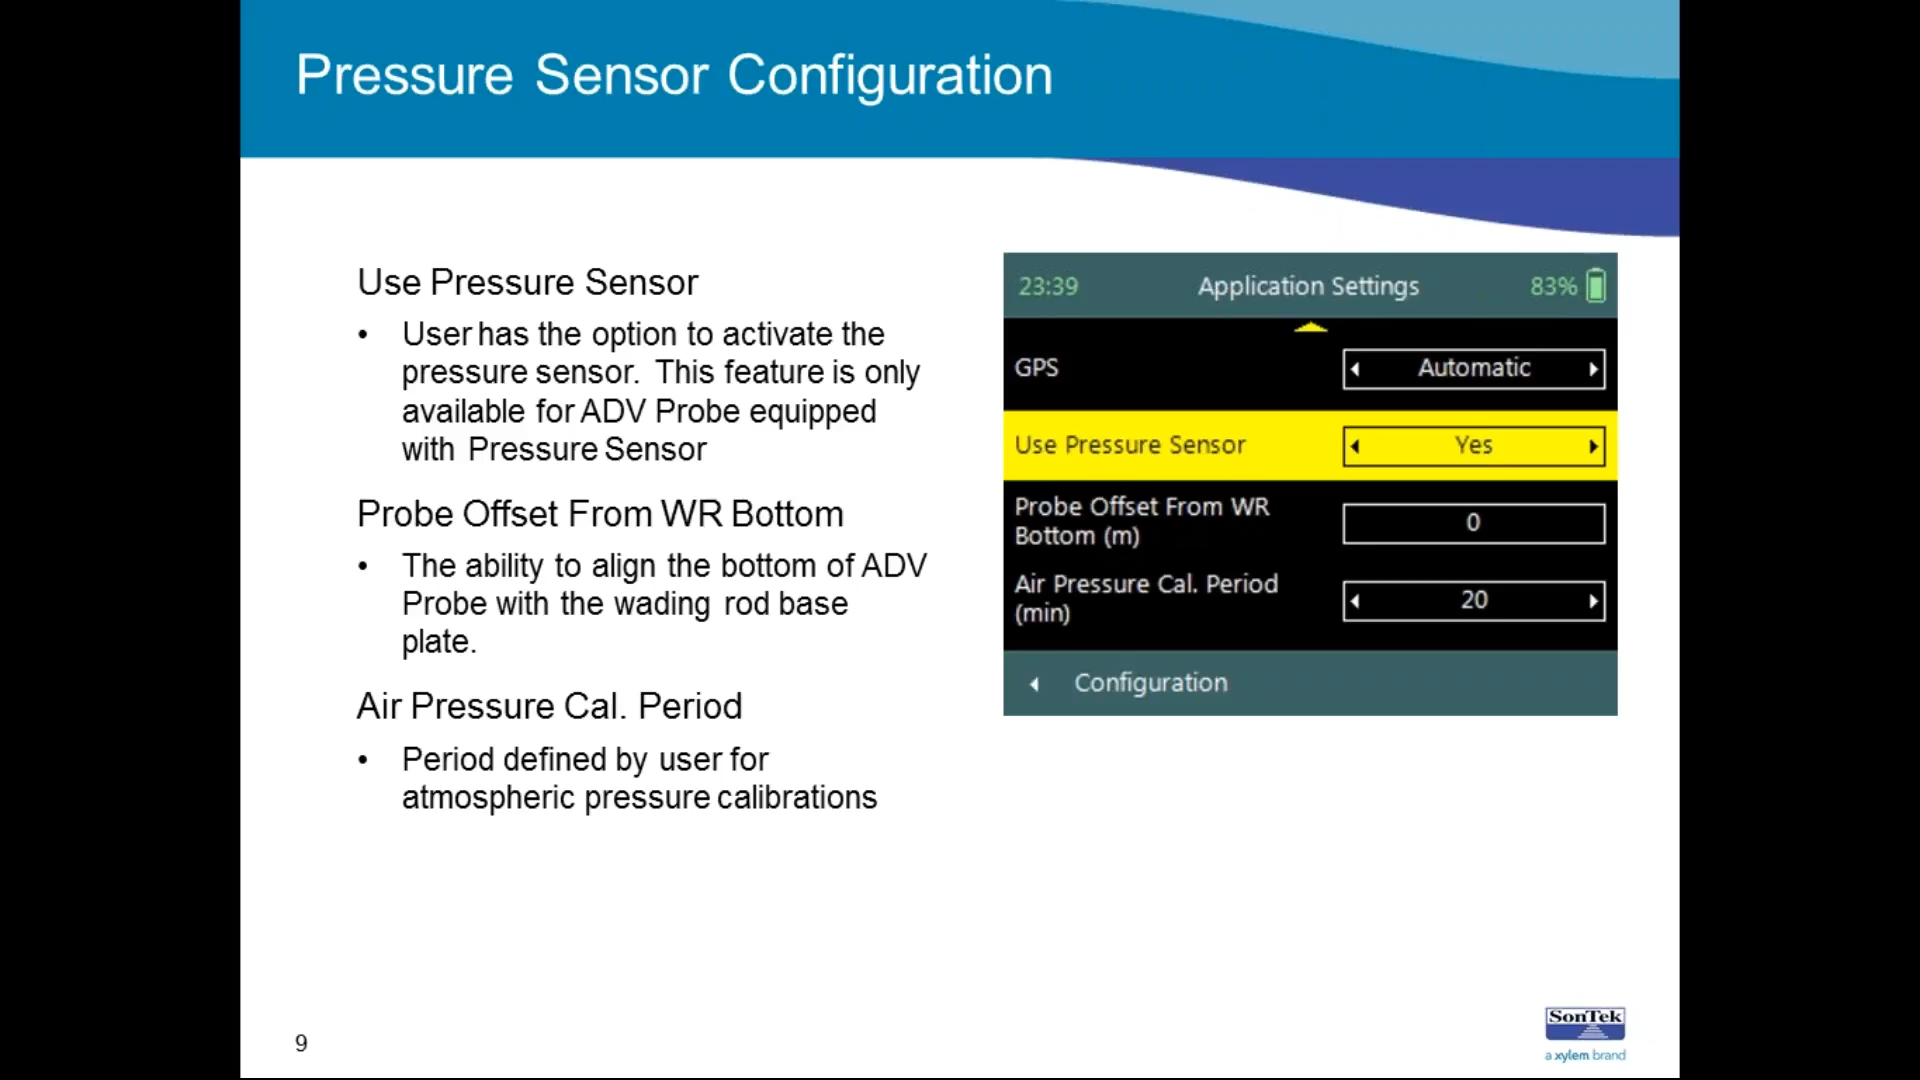 Pressure Sensor Configuration
Use Pressure Sensor
• User has the option to activate the
pressure sensor. This feature is only
available for ADV Probe equipped
with Pressure Sensor
Probe Offset From WR Bottom
• The ability to align the bottom of ADV
Probe with the wading rod base
plate.
Air Pressure Cal. Period
• Period defined by user for
atmospheric pressure calibrations
23:39 Application Settings 83%
GPS Automatic
Use Pressure Sensor Yes
Probe Offset From WR
Bottom (m) 0
Air Pressure Cal. Period
(min) 20
Configuration
9
SonTek
a xylem brand